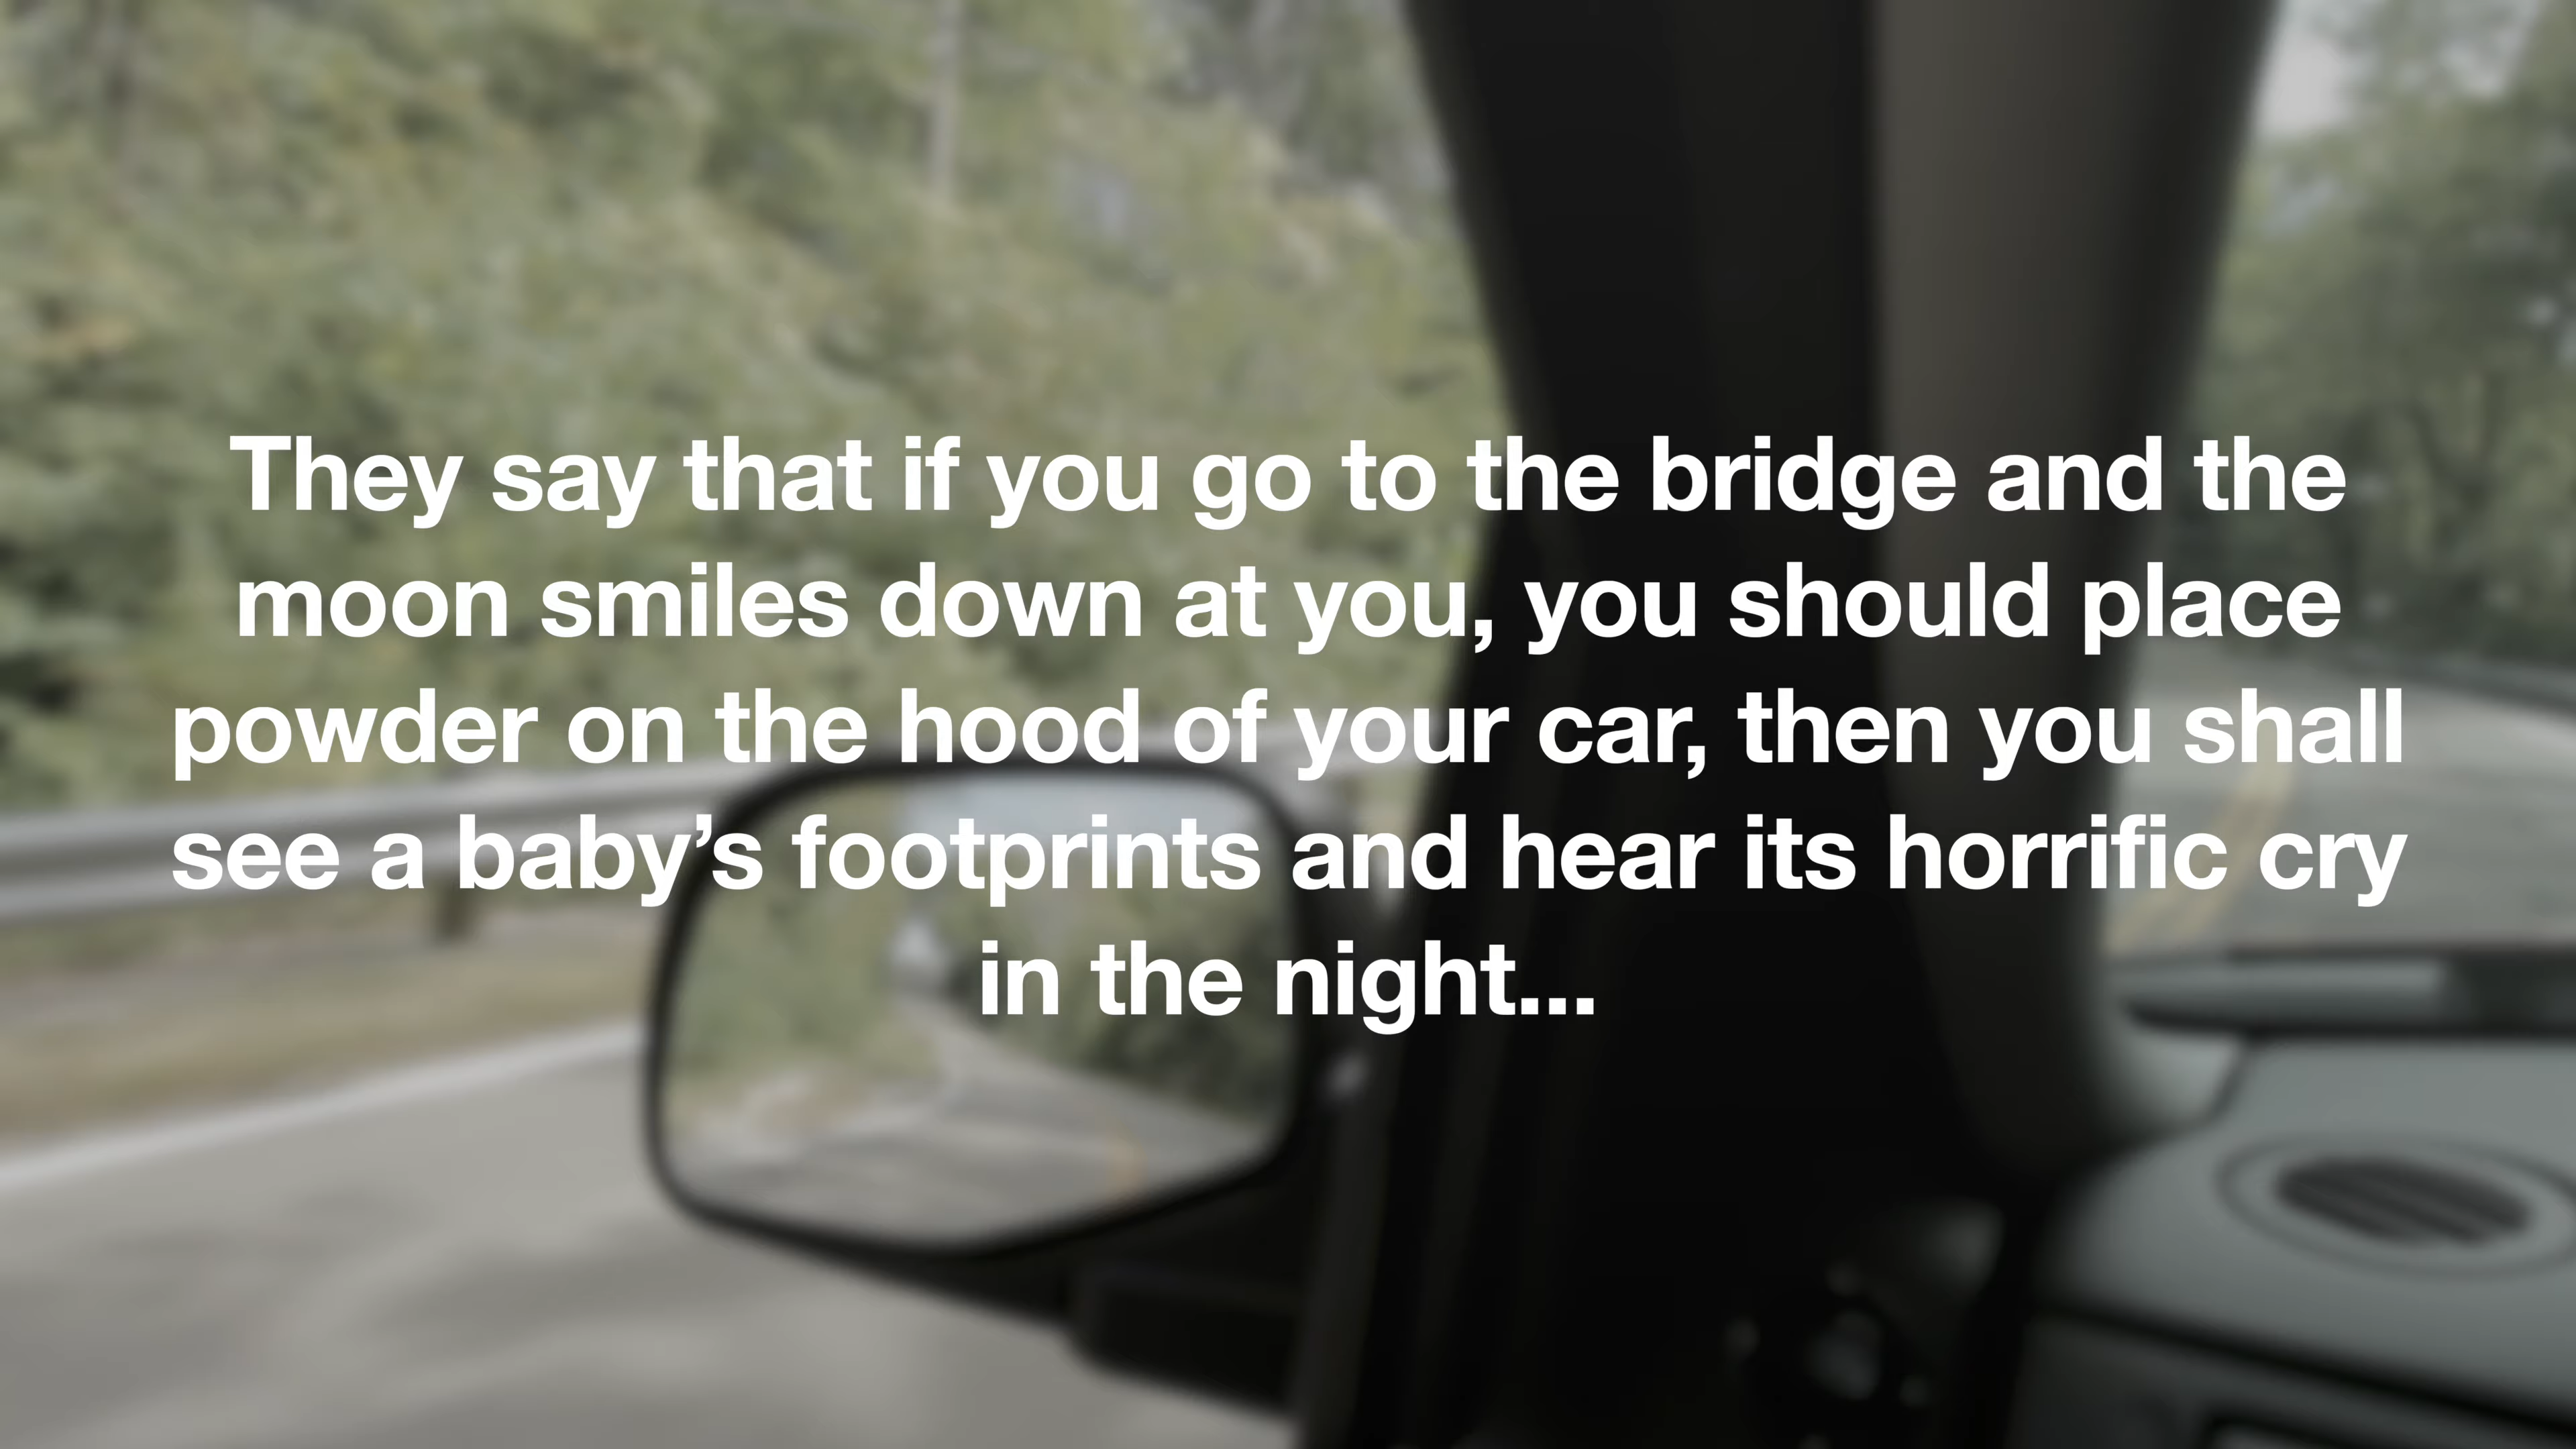 They say that if you go to the bridge and the
moon smiles down at you, you should place
powder on the hood of your car, then you shall
see a baby’s footprints and hear its horrific cry
in the night...